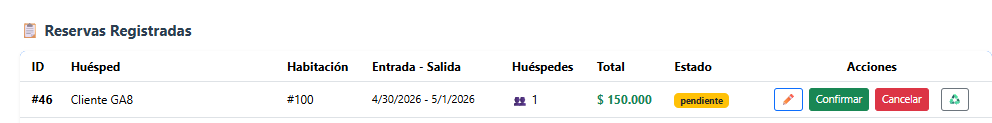 Reservas Registradas
ID Huésped Habitación Entrada - Salida Huéspedes Total Estado Acciones
#46 Cliente GA8 #100 4/30/2026 - 5/1/2026 1 $ 150.000 pendiente Confirmar Cancelar